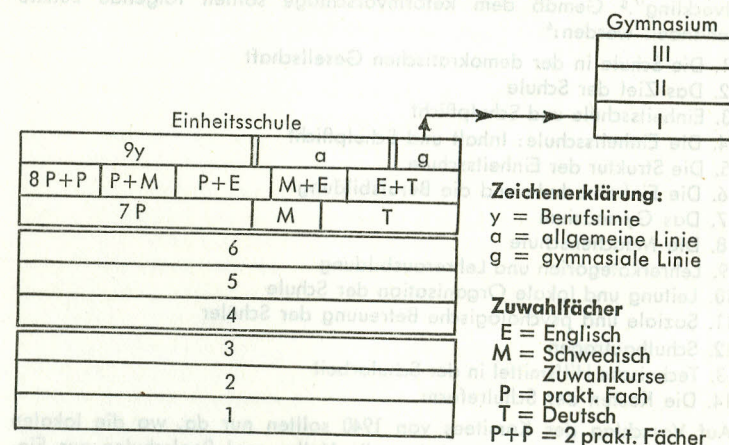 Gymnasium
III
II
I
Einheitsschule
9y a g
8 P+P P+M P+E M+E E+T
7 P M T
6
5
4
3
2
1
Zeichenerklärung:
y = Berufslinie
a = allgemeine Linie
g = gymnasiale Linie
Zuwahlfächer
E = Englisch
M = Schwedisch
Zuwahlkurse
P = prakt. Fach
T = Deutsch
P+P = 2 prakt. Fächer